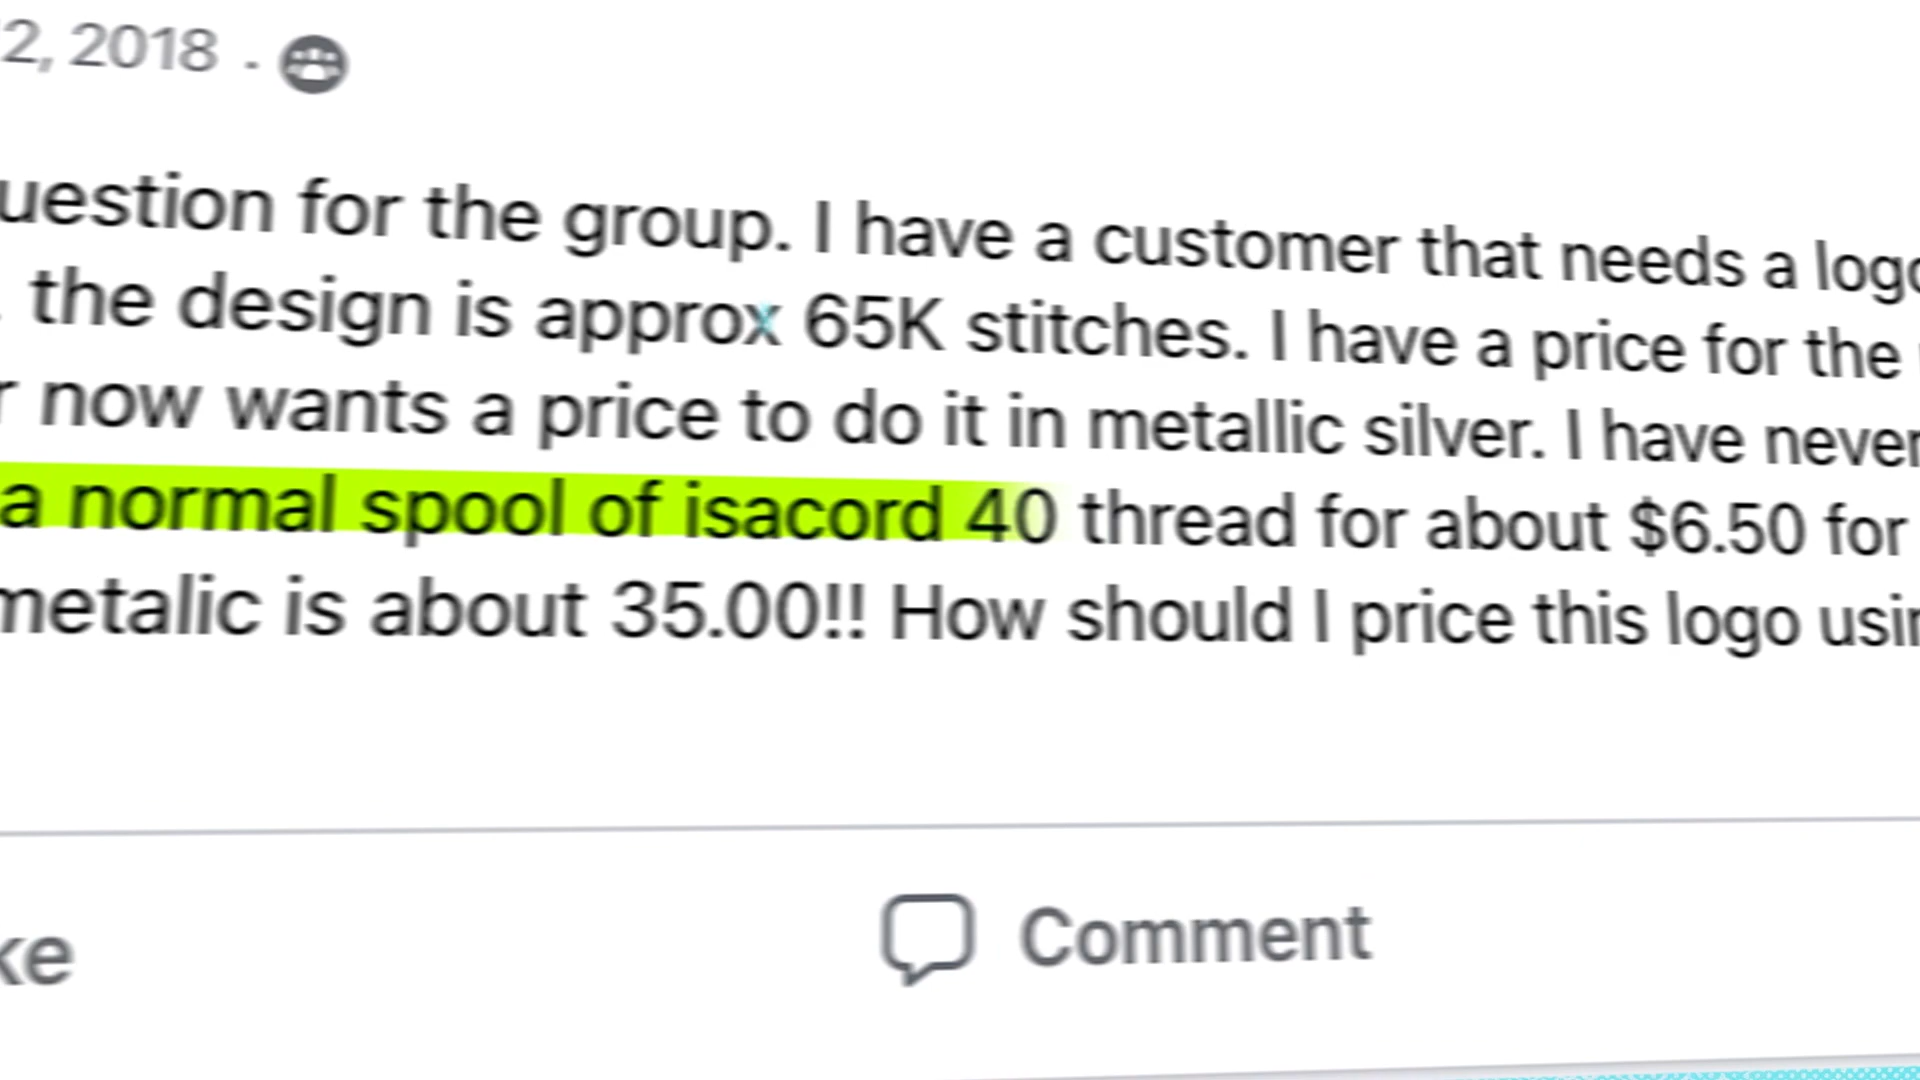 2, 2018 ·
uestion for the group. I have a customer that needs a logo
the design is approx 65K stitches. I have a price for the
r now wants a price to do it in metallic silver. I have never
a normal spool of isacord 40 thread for about $6.50 for
metalic is about 35.00!! How should I price this logo usin
ke
Comment